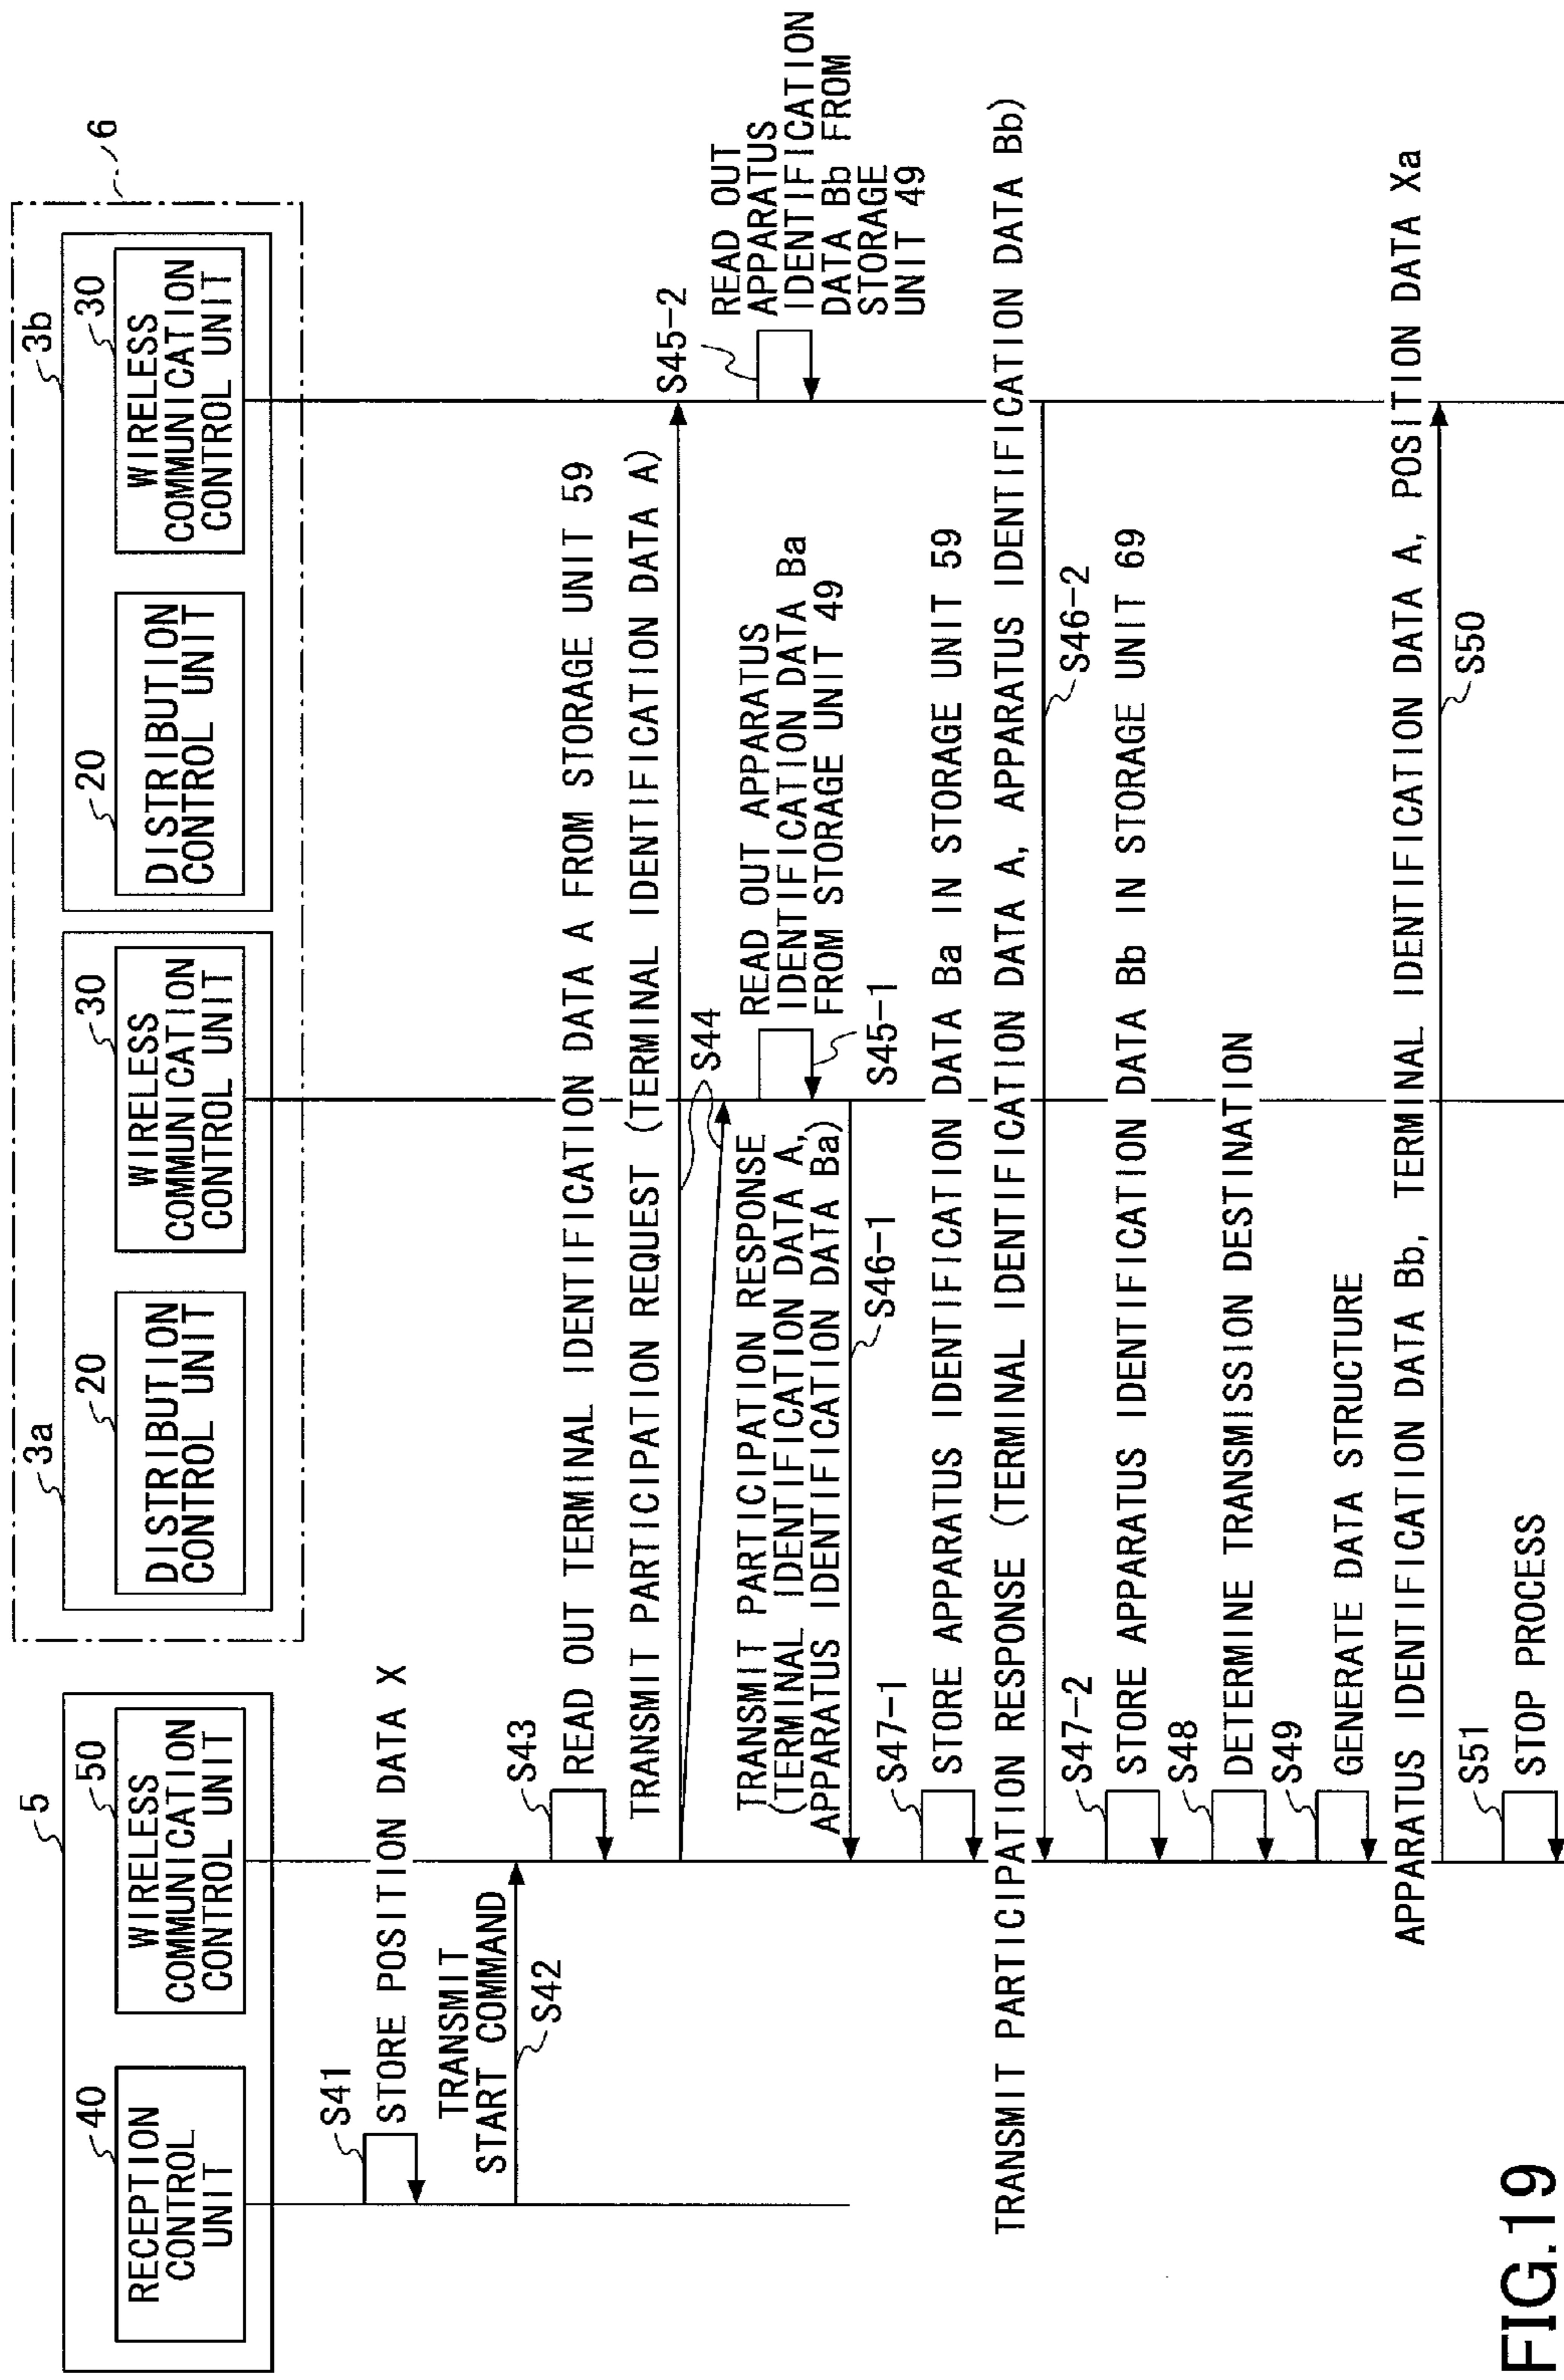 5
40
RECEPTION
CONTROL
UNIT
50
WIRELESS
COMMUNICATION
CONTROL UNIT
6
3a
20
DISTRIBUTION
CONTROL UNIT
30
WIRELESS
COMMUNICATION
CONTROL UNIT
3b
20
DISTRIBUTION
CONTROL UNIT
30
WIRELESS
COMMUNICATION
CONTROL UNIT
S41
STORE POSITION DATA X
TRANSMIT
START COMMAND
S42
S43
READ OUT TERMINAL IDENTIFICATION DATA A FROM STORAGE UNIT 59
TRANSMIT PARTICIPATION REQUEST (TERMINAL IDENTIFICATION DATA A)
S44
S45-2
READ OUT
APPARATUS
IDENTIFICATION
DATA Bb FROM
STORAGE
UNIT 49
READ OUT APPARATUS
IDENTIFICATION DATA Ba
FROM STORAGE UNIT 49
S45-1
TRANSMIT PARTICIPATION RESPONSE
(TERMINAL IDENTIFICATION DATA A,
APPARATUS IDENTIFICATION DATA Ba)
S46-1
S47-1
STORE APPARATUS IDENTIFICATION DATA Ba IN STORAGE UNIT 59
TRANSMIT PARTICIPATION RESPONSE (TERMINAL IDENTIFICATION DATA A, APPARATUS IDENTIFICATION DATA Bb)
S46-2
S47-2
STORE APPARATUS IDENTIFICATION DATA Bb IN STORAGE UNIT 69
S48
DETERMINE TRANSMISSION DESTINATION
S49
GENERATE DATA STRUCTURE
APPARATUS IDENTIFICATION DATA Bb, TERMINAL IDENTIFICATION DATA A, POSITION DATA Xa
S50
S51
STOP PROCESS
FIG.19